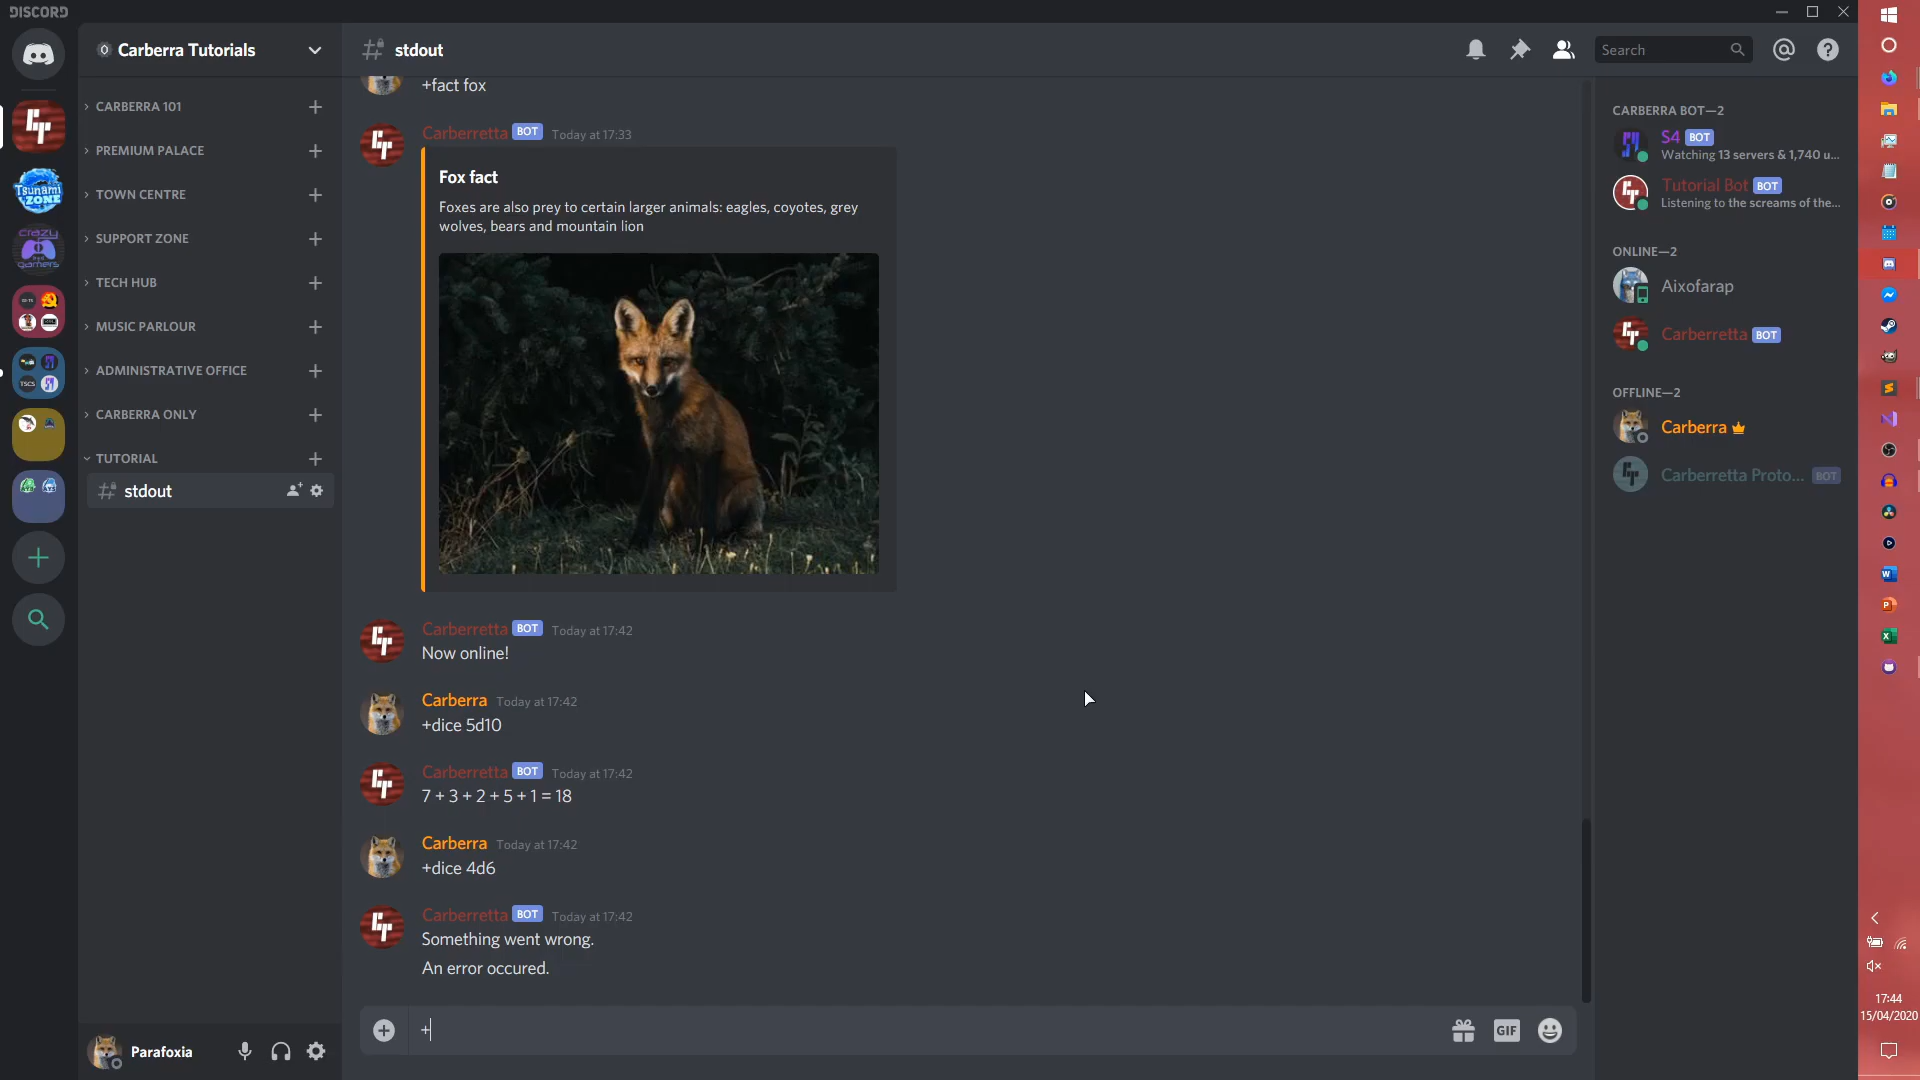 DISCORD
Carberra Tutorials
CARBERRA 101
PREMIUM PALACE
TOWN CENTRE
SUPPORT ZONE
TECH HUB
MUSIC PARLOUR
ADMINISTRATIVE OFFICE
CARBERRA ONLY
TUTORIAL
stdout
Tsunami ZONE
crazy gamers
TSCS
Parafoxia
stdout
Search
+fact fox
Carberretta BOT Today at 17:33
Fox fact
Foxes are also prey to certain larger animals: eagles, coyotes, grey
wolves, bears and mountain lion
Carberretta BOT Today at 17:42
Now online!
Carberra Today at 17:42
+dice 5d10
Carberretta BOT Today at 17:42
7 + 3 + 2 + 5 + 1 = 18
Carberra Today at 17:42
+dice 4d6
Carberretta BOT Today at 17:42
Something went wrong.
An error occured.
+
GIF
CARBERRA BOT—2
S4 BOT
Watching 13 servers & 1,740 u...
Tutorial Bot BOT
Listening to the screams of the...
ONLINE—2
Aixofarap
Carberretta BOT
OFFLINE—2
Carberra
Carberretta Proto... BOT
17:44
15/04/2020